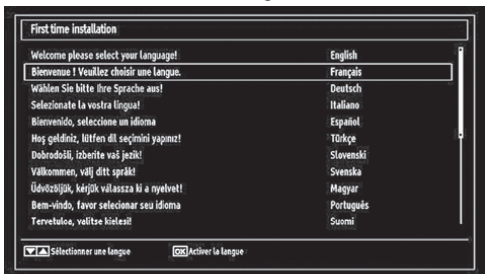 First time installation
Welcome please select your language! English
Bienvenue ! Veuillez choisir une langue. Français
Wählen Sie bitte Ihre Sprache aus! Deutsch
Selezionate la vostra lingua! Italiano
Bienvenido, seleccione un idioma Español
Hoş geldiniz, lütfen dil seçimini yapınız! Türkçe
Dobrodošli, izberite vaš jezik! Slovenski
Välkommen, välj ditt språk! Svenska
Üdvözöljük, kérjük válassza ki a nyelvet! Magyar
Bem-vindo, favor selecionar seu idioma Português
Tervetuloa, valitse kielesi! Suomi
Sélectionner une langue OK Activer la langue